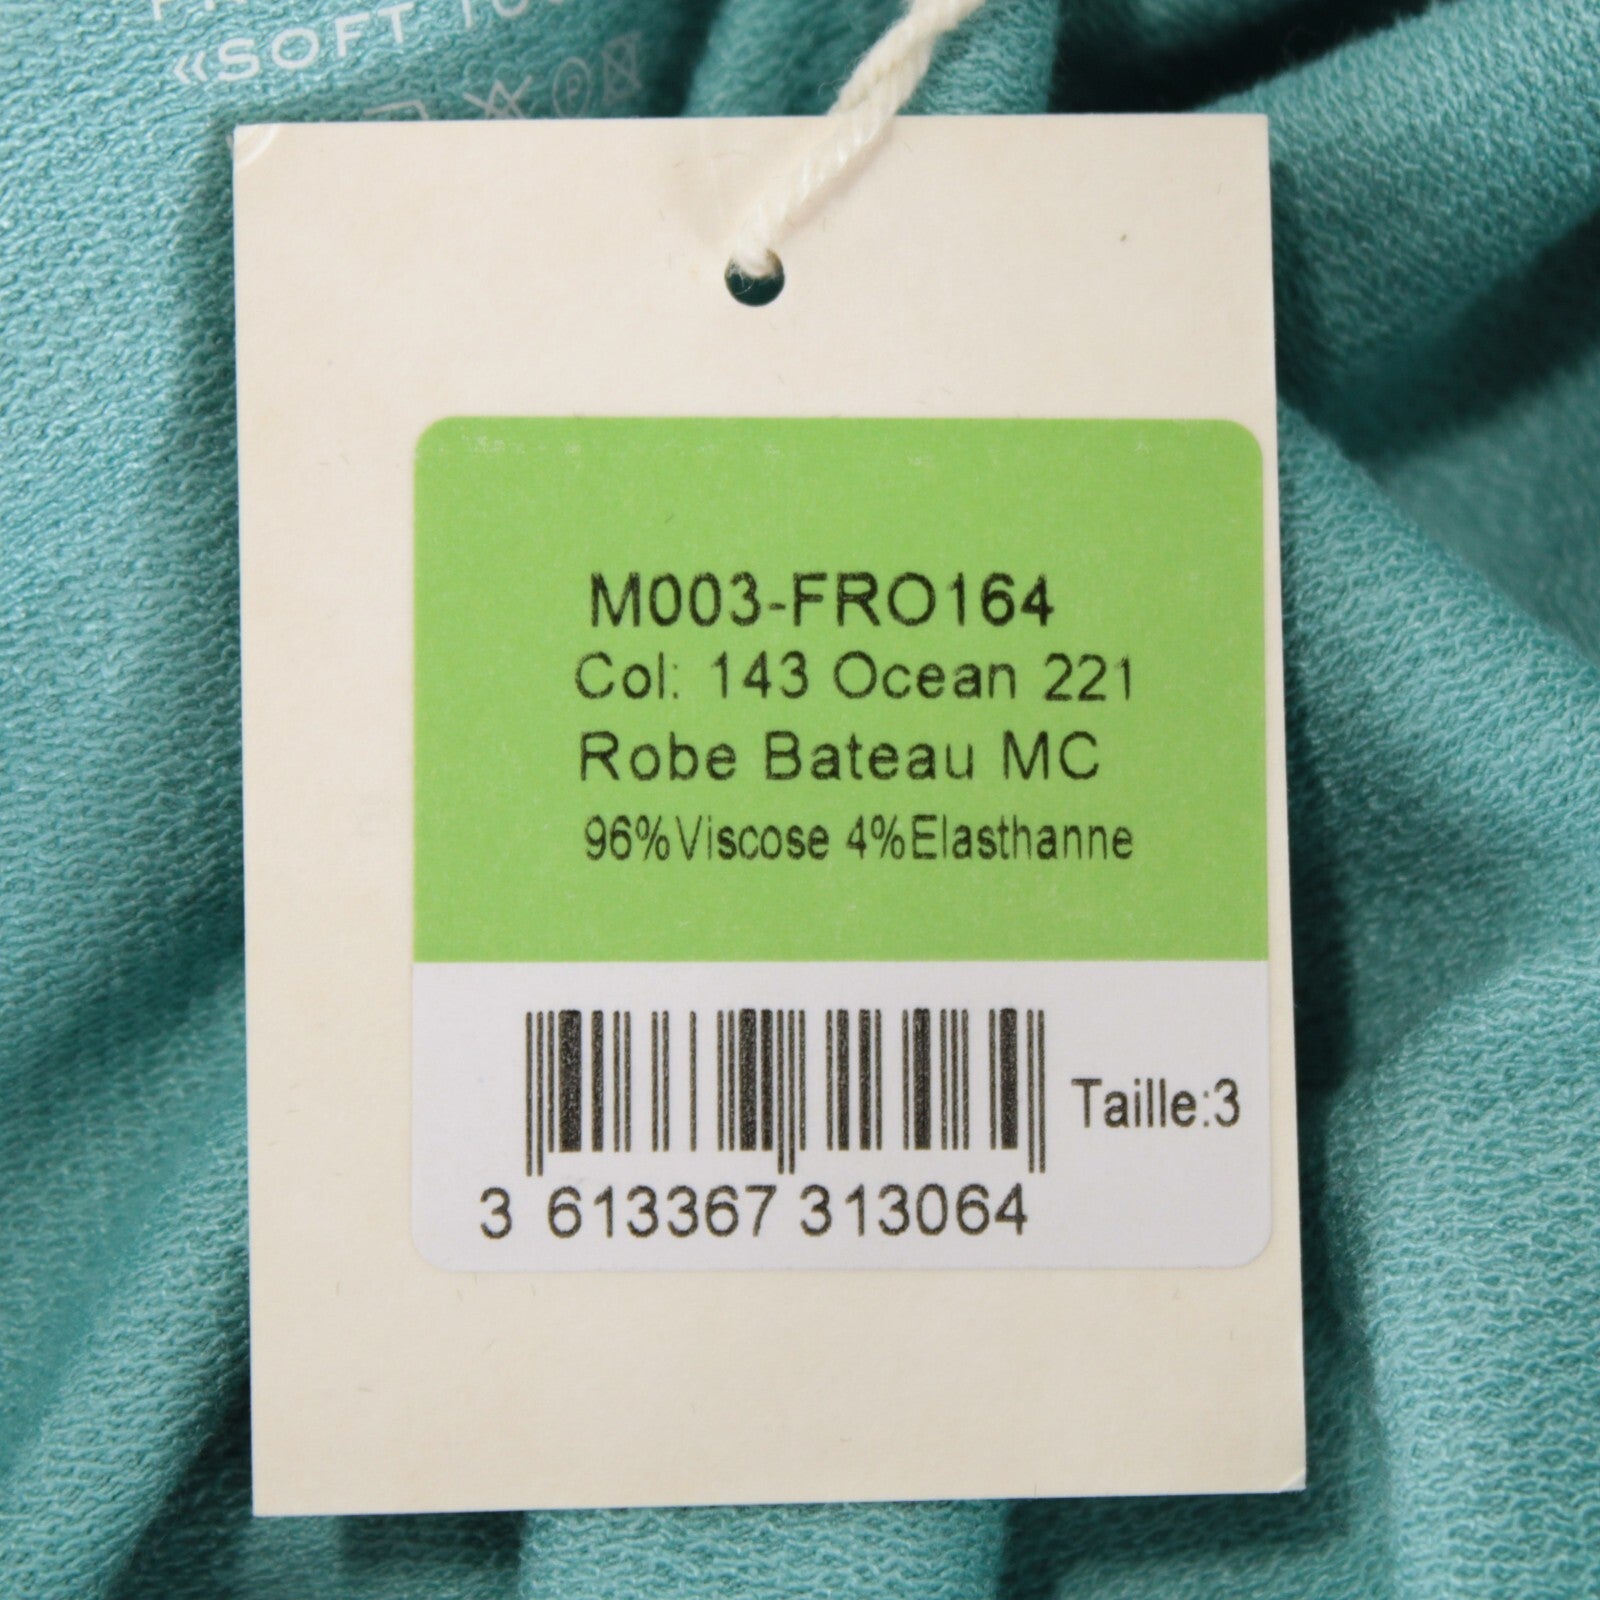 «SOFT
M003-FRO164
Col: 143 Ocean 221
Robe Bateau MC
96%Viscose 4%Elasthanne
Taille:3
3 613367 313064